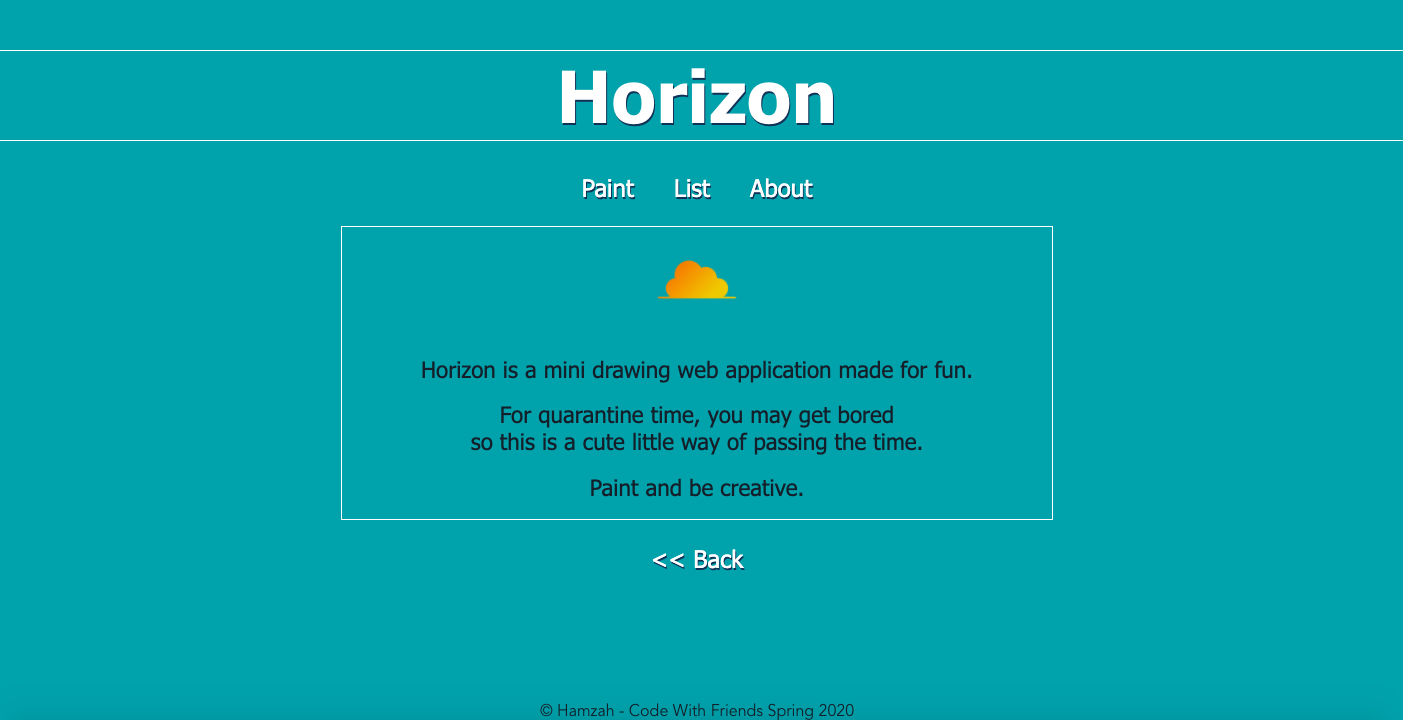 Horizon
Paint List About
Horizon is a mini drawing web application made for fun.
For quarantine time, you may get bored
so this is a cute little way of passing the time.
Paint and be creative.
<< Back
© Hamzah - Code With Friends Spring 2020